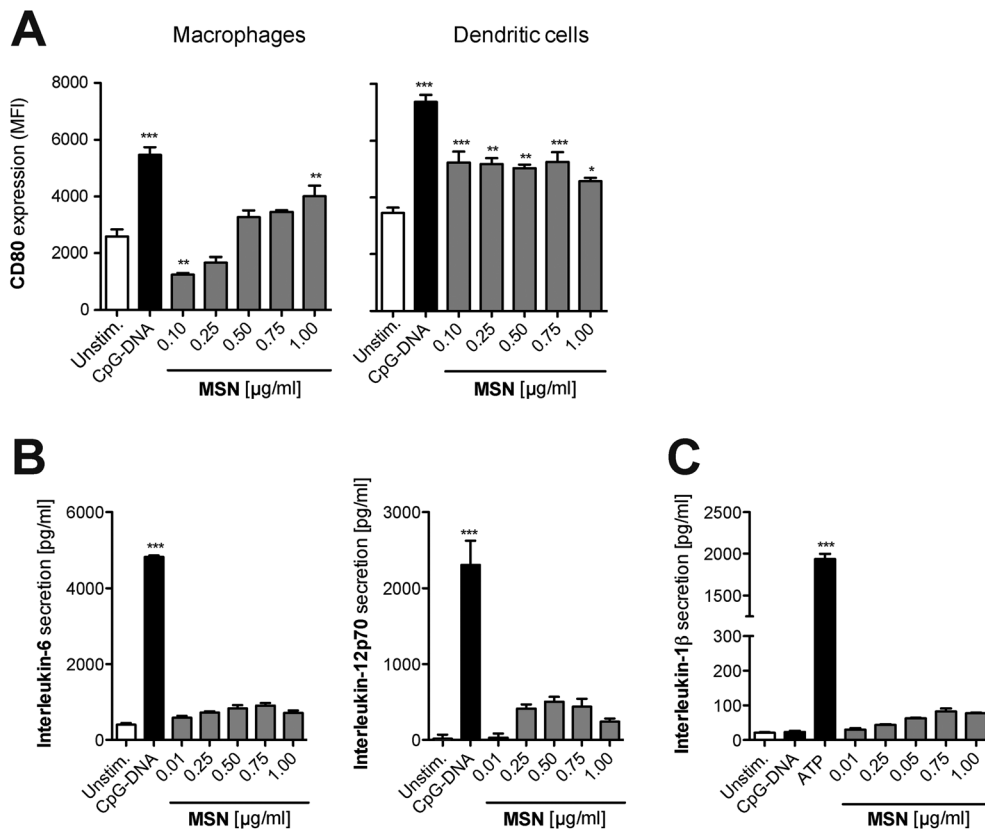 A
Macrophages
Dendritic cells
CD80 expression (MFI)
8000
6000
4000
2000
0
***
**
**
***
***
**
**
***
*
Unstim.
CpG-DNA
0.10
0.25
0.50
0.75
1.00
MSN [µg/ml]
Unstim.
CpG-DNA
0.10
0.25
0.50
0.75
1.00
MSN [µg/ml]
B
Interleukin-6 secretion [pg/ml]
6000
4000
2000
0
***
Unstim.
CpG-DNA
0.01
0.25
0.50
0.75
1.00
MSN [µg/ml]
Interleukin-12p70 secretion [pg/ml]
3000
2000
1000
0
***
Unstim.
CpG-DNA
0.01
0.25
0.50
0.75
1.00
MSN [µg/ml]
C
Interleukin-1β secretion [pg/ml]
2500
2000
1500
1000
300
200
100
0
***
Unstim.
CpG-DNA
ATP
0.01
0.25
0.05
0.75
1.00
MSN [µg/ml]